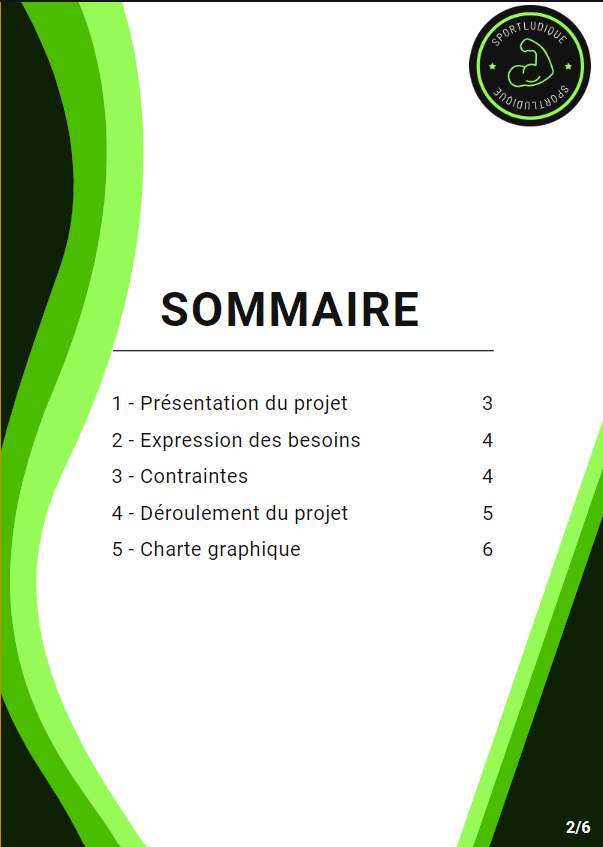 SPORTLUDIQUE
SPORTLUDIQUE
SOMMAIRE
1 - Présentation du projet 3
2 - Expression des besoins 4
3 - Contraintes 4
4 - Déroulement du projet 5
5 - Charte graphique 6
2/6